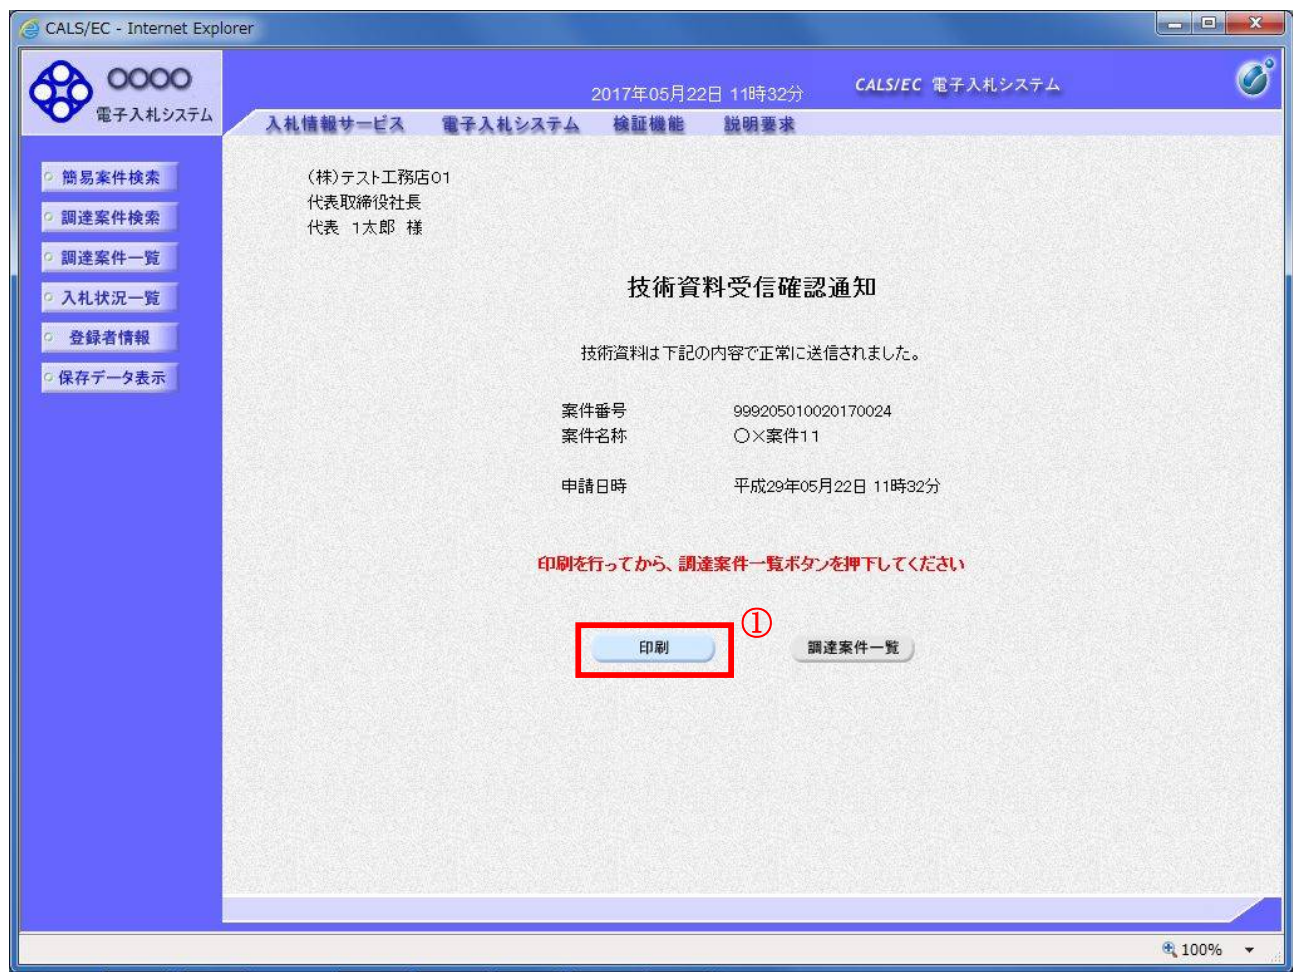 CALS/EC - Internet Explorer
○○○○
電子入札システム
2017年05月22日 11時32分
CALS/EC 電子入札システム
入札情報サービス 電子入札システム 検証機能 説明要求
簡易案件検索
調達案件検索
調達案件一覧
入札状況一覧
登録者情報
保存データ表示
(株)テスト工務店01
代表取締役社長
代表 1太郎 様
技術資料受信確認通知
技術資料は下記の内容で正常に送信されました。
案件番号 999205010020170024
案件名称 ○×案件11
申請日時 平成29年05月22日 11時32分
印刷を行ってから、調達案件一覧ボタンを押下してください
①
印刷 調達案件一覧
100%